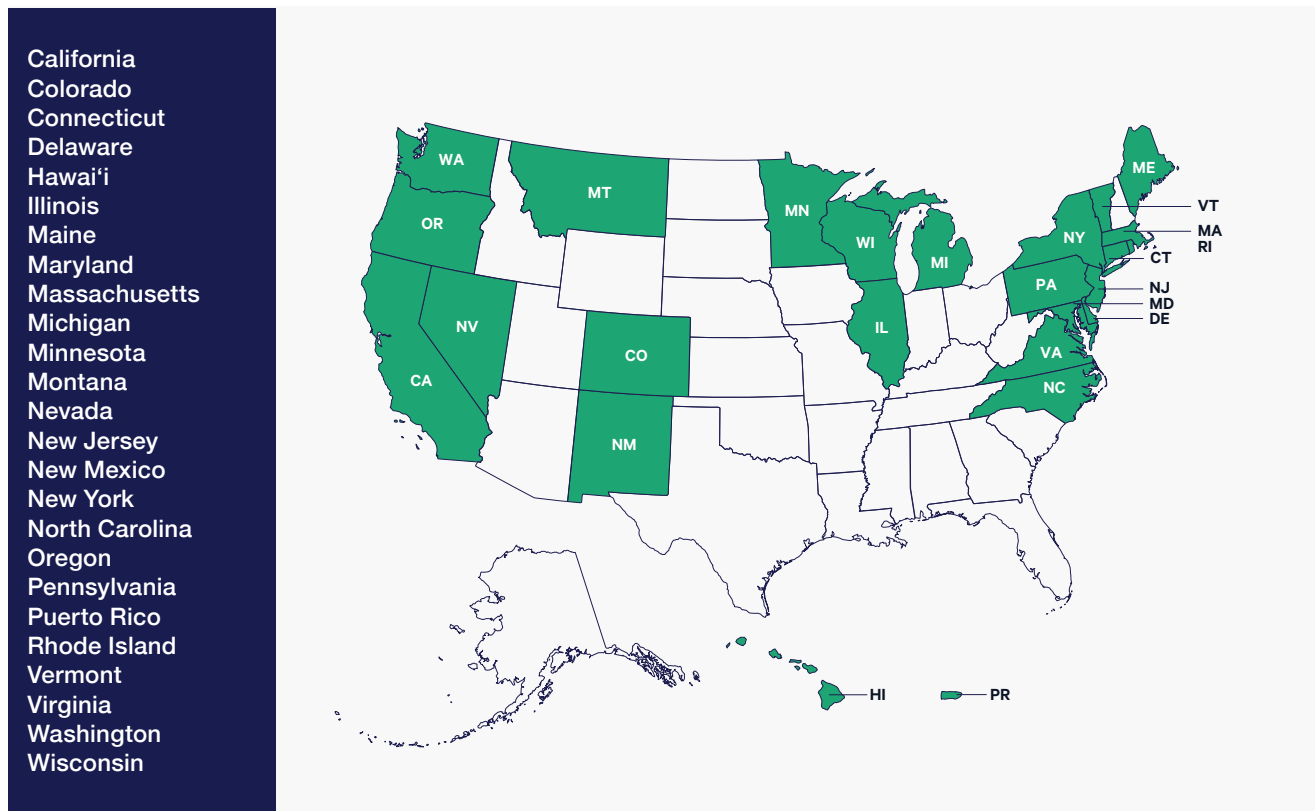 California
Colorado
Connecticut
Delaware
Hawai‘i
Illinois
Maine
Maryland
Massachusetts
Michigan
Minnesota
Montana
Nevada
New Jersey
New Mexico
New York
North Carolina
Oregon
Pennsylvania
Puerto Rico
Rhode Island
Vermont
Virginia
Washington
Wisconsin
WA
MT
ME
OR
MN
VT
WI
NY
MA
RI
MI
CT
PA
NJ
MD
NV
IL
DE
CO
VA
CA
NC
NM
HI
PR